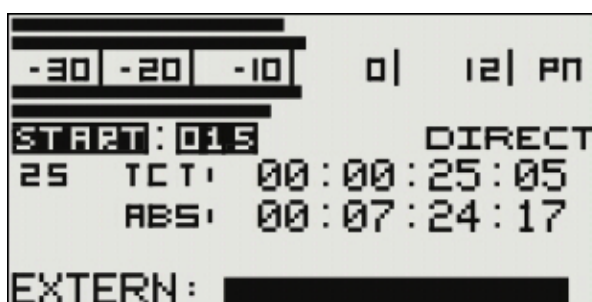 -30 -20 -10 0 12 PM
START:015 DIRECT
25 TCT: 00:00:25:05
ABS: 00:07:24:17
EXTERN: